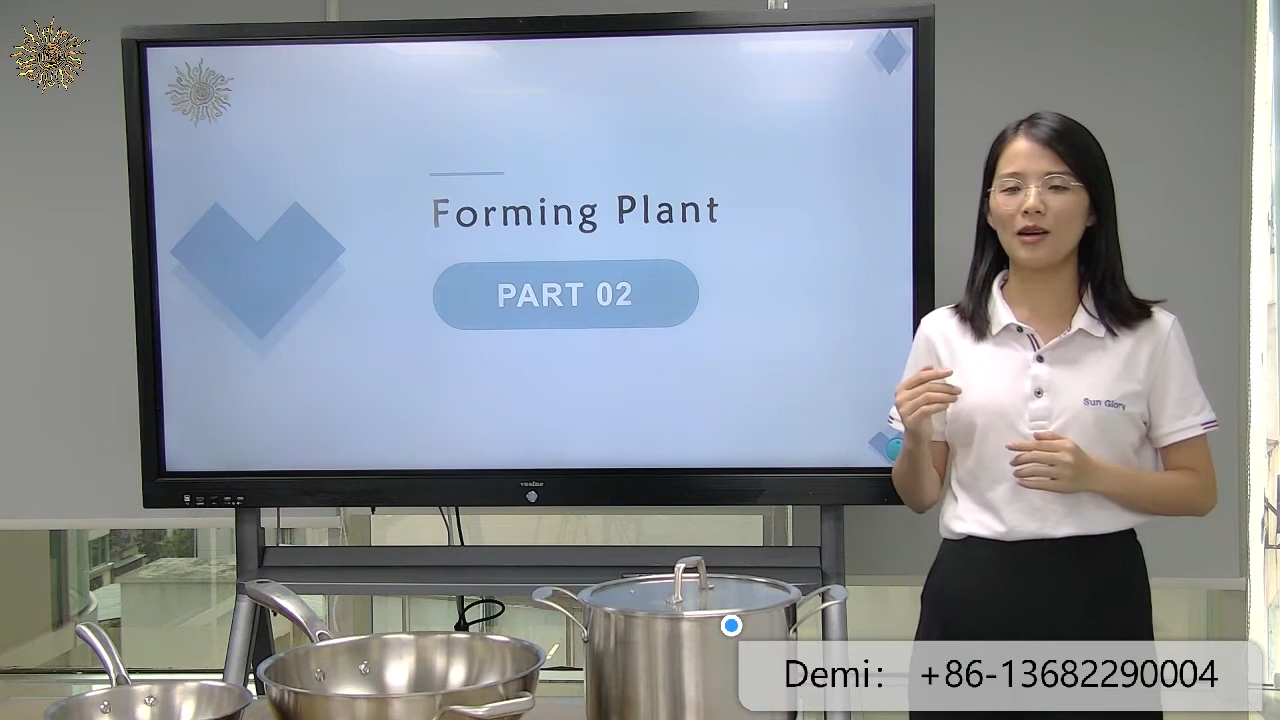 Forming Plant
PART 02
Sun Glory
Demi： +86-13682290004